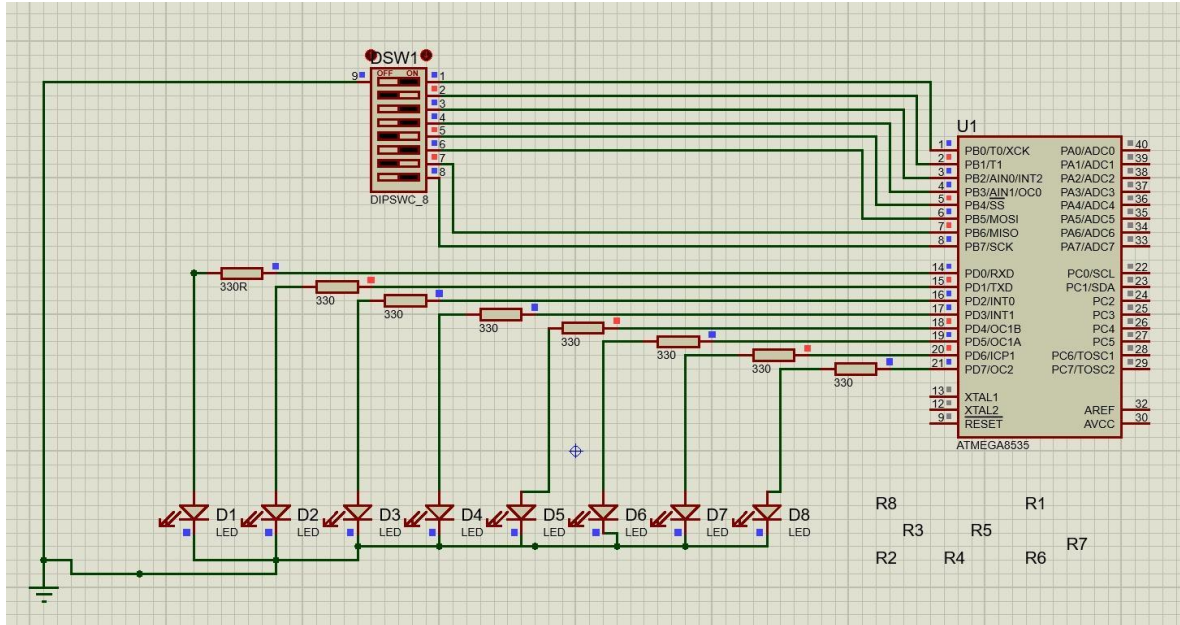 DSW1
OFF ON
9
1
2
3
4
5
6
7
8
DIPSWC_8
U1
1 PB0/T0/XCK PA0/ADC0 40
2 PB1/T1 PA1/ADC1 39
3 PB2/AIN0/INT2 PA2/ADC2 38
4 PB3/AIN1/OC0 PA3/ADC3 37
5 PB4/SS PA4/ADC4 36
6 PB5/MOSI PA5/ADC5 35
7 PB6/MISO PA6/ADC6 34
8 PB7/SCK PA7/ADC7 33
14 PD0/RXD PC0/SCL 22
15 PD1/TXD PC1/SDA 23
16 PD2/INT0 PC2 24
17 PD3/INT1 PC3 25
18 PD4/OC1B PC4 26
19 PD5/OC1A PC5 27
20 PD6/ICP1 PC6/TOSC1 28
21 PD7/OC2 PC7/TOSC2 29
13 XTAL1
12 XTAL2 AREF 32
9 RESET AVCC 30
ATMEGA8535
330R
330
330
330
330
330
330
330
D1 D2 D3 D4 D5 D6 D7 D8
LED LED LED LED LED LED LED LED
R8 R1
R3 R5
R7
R2 R4 R6